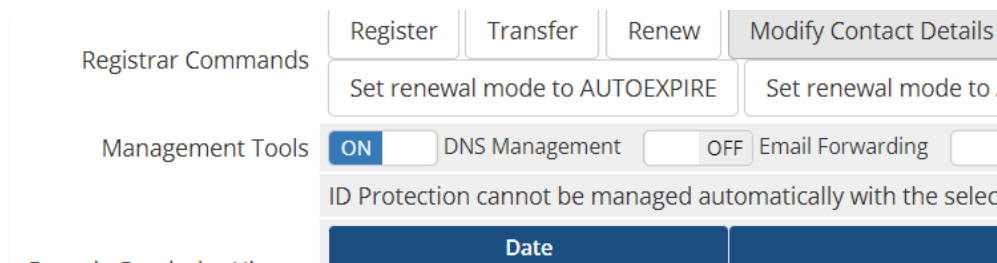 Registrar Commands
Register Transfer Renew Modify Contact Details
Set renewal mode to AUTOEXPIRE Set renewal mode to
Management Tools ON DNS Management OFF Email Forwarding
ID Protection cannot be managed automatically with the selec
Date